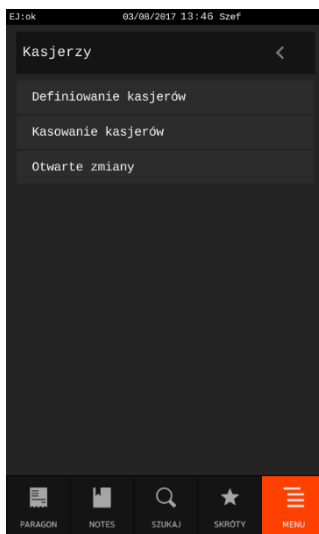 EJ:ok 03/08/2017 13:46 Szef
Kasjerzy <
Definiowanie kasjerów
Kasowanie kasjerów
Otwarte zmiany
PARAGON NOTES SZUKAJ SKRÓTY MENU